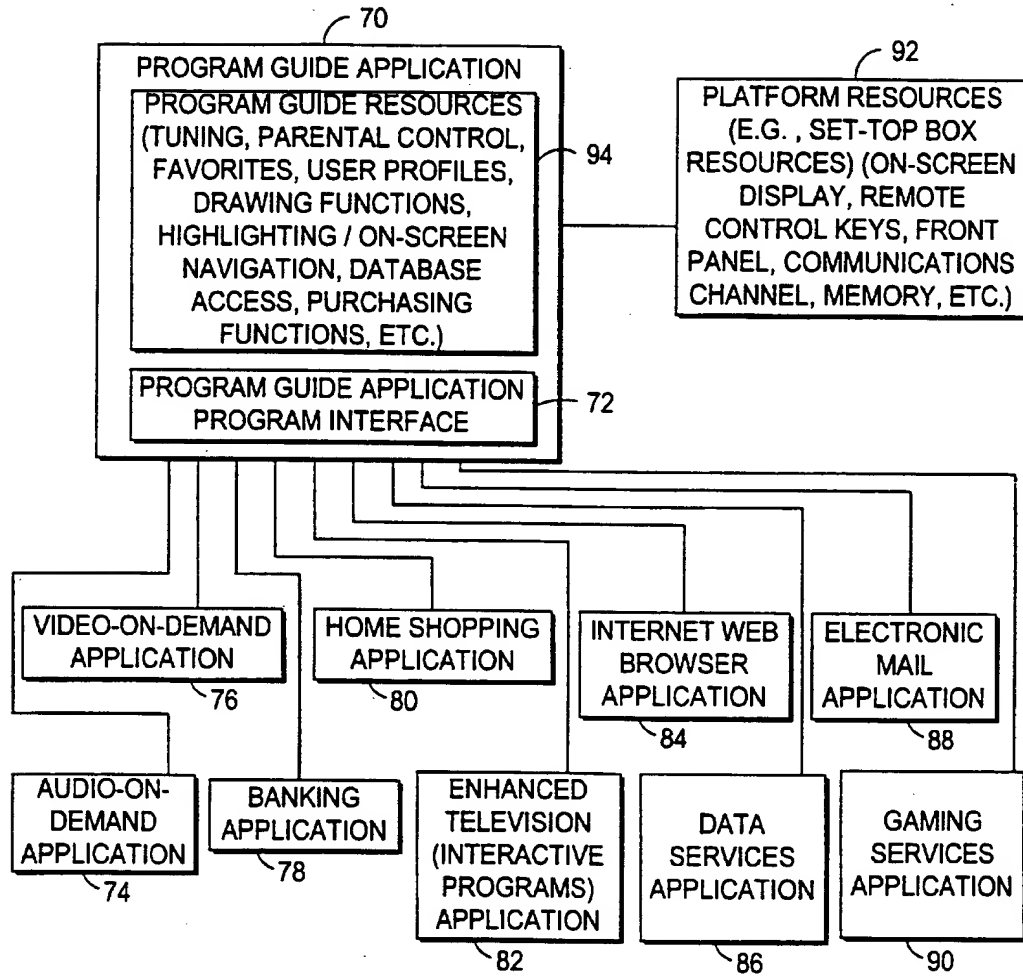 70
PROGRAM GUIDE APPLICATION
PROGRAM GUIDE RESOURCES
(TUNING, PARENTAL CONTROL,
FAVORITES, USER PROFILES,
DRAWING FUNCTIONS,
HIGHLIGHTING / ON-SCREEN
NAVIGATION, DATABASE
ACCESS, PURCHASING
FUNCTIONS, ETC.)
94
PROGRAM GUIDE APPLICATION
PROGRAM INTERFACE
72
92
PLATFORM RESOURCES
(E.G. , SET-TOP BOX
RESOURCES) (ON-SCREEN
DISPLAY, REMOTE
CONTROL KEYS, FRONT
PANEL, COMMUNICATIONS
CHANNEL, MEMORY, ETC.)
VIDEO-ON-DEMAND
APPLICATION
76
HOME SHOPPING
APPLICATION
80
INTERNET WEB
BROWSER
APPLICATION
84
ELECTRONIC
MAIL
APPLICATION
88
AUDIO-ON-
DEMAND
APPLICATION
74
BANKING
APPLICATION
78
ENHANCED
TELEVISION
(INTERACTIVE
PROGRAMS)
APPLICATION
82
DATA
SERVICES
APPLICATION
86
GAMING
SERVICES
APPLICATION
90